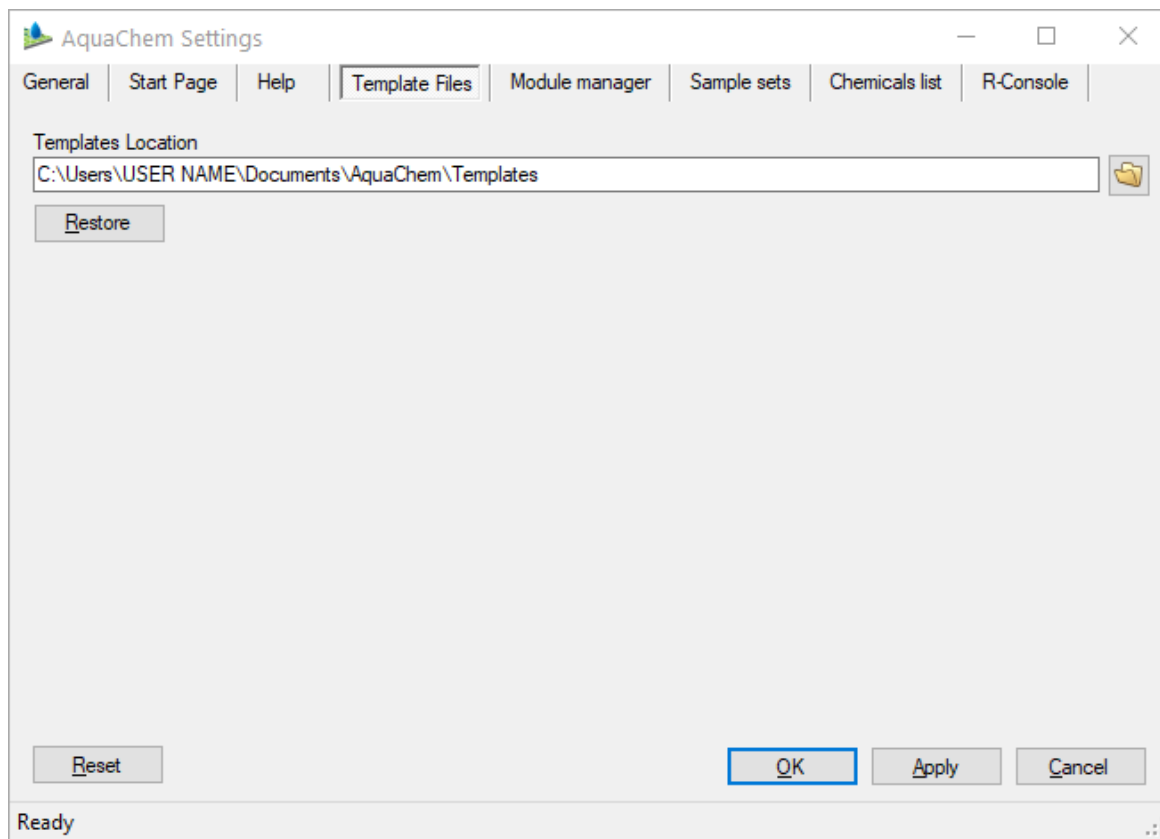 AquaChem Settings
General Start Page Help Template Files Module manager Sample sets Chemicals list R-Console
Templates Location
C:\Users\USER NAME\Documents\AquaChem\Templates
Restore
Reset OK Apply Cancel
Ready